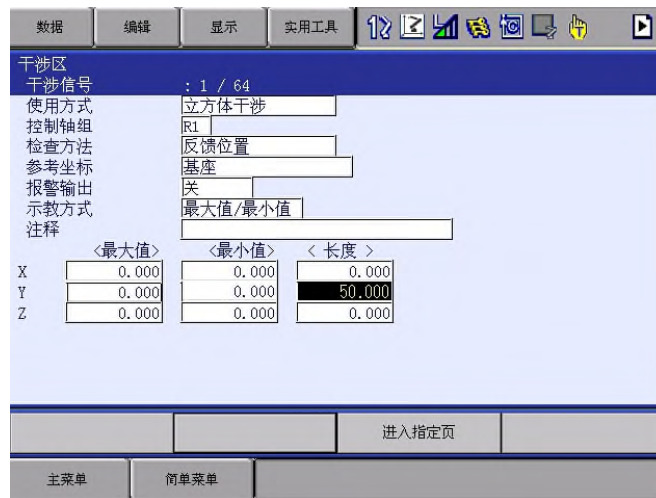 数据 编辑 显示 实用工具
干涉区
干涉信号 : 1 / 64
使用方式 立方体干涉
控制轴组 R1
检查方法 反馈位置
参考坐标 基座
报警输出 关
示教方式 最大值/最小值
注释
<最大值> <最小值> < 长度 >
X 0.000 0.000 0.000
Y 0.000 0.000 50.000
Z 0.000 0.000 0.000
进入指定页
主菜单 简单菜单